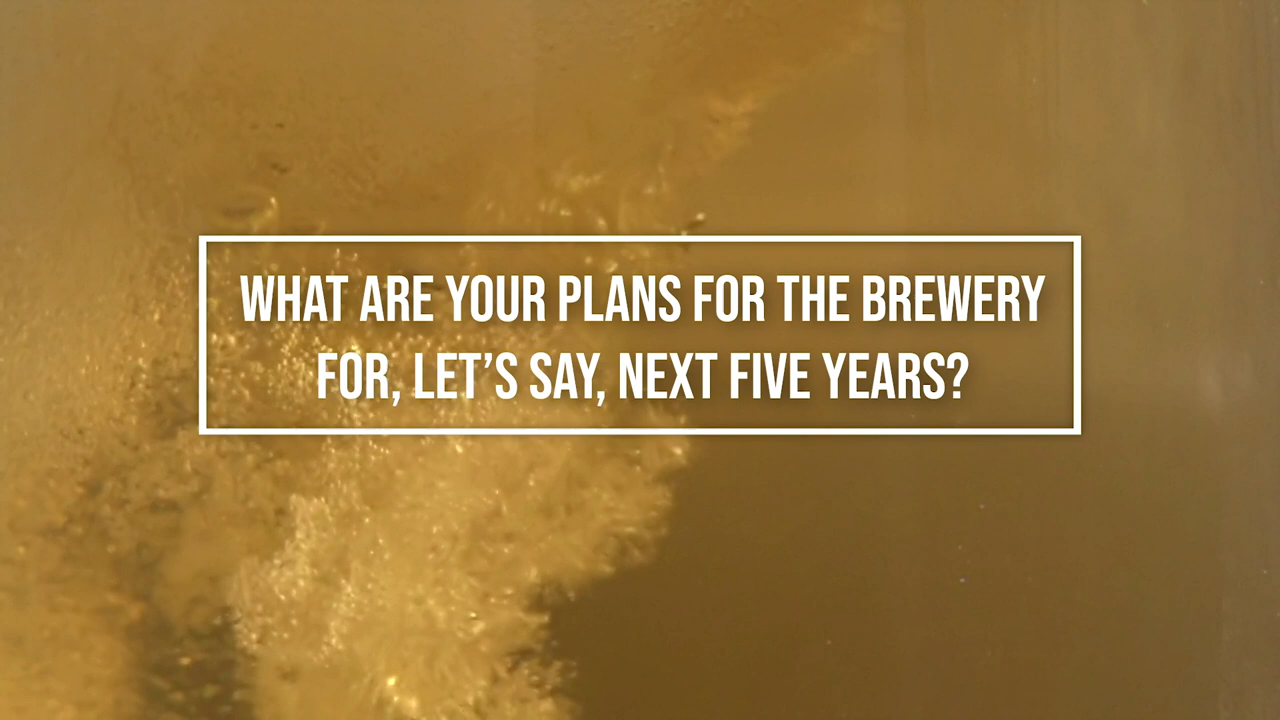 WHAT ARE YOUR PLANS FOR THE BREWERY
FOR, LET’S SAY, NEXT FIVE YEARS?